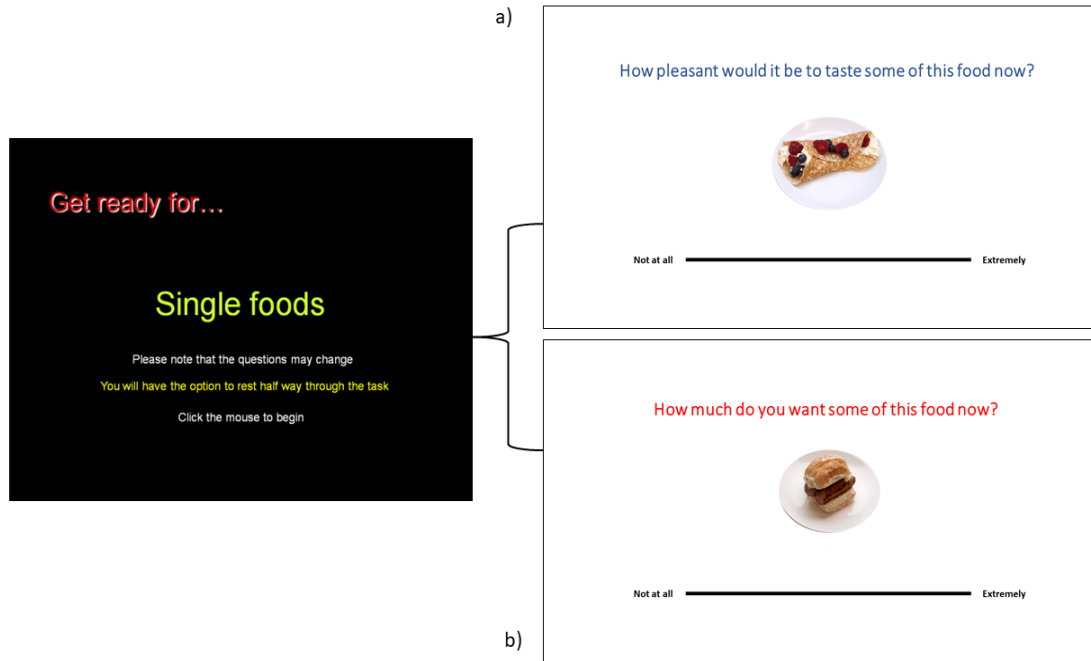 a)
Get ready for...
Single foods
Please note that the questions may change
You will have the option to rest half way through the task
Click the mouse to begin
How pleasant would it be to taste some of this food now?
Not at all Extremely
How much do you want some of this food now?
Not at all Extremely
b)